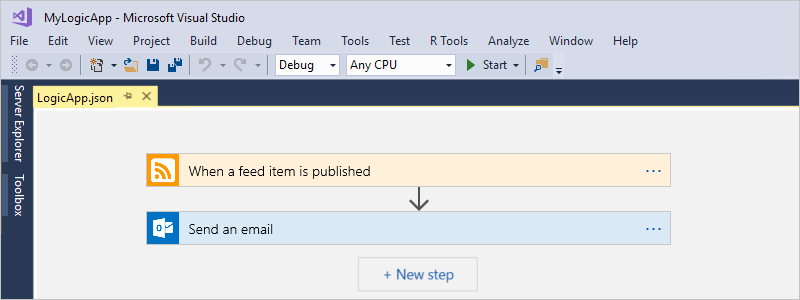 MyLogicApp - Microsoft Visual Studio
File Edit View Project Build Debug Team Tools Test R Tools Analyze Window Help
Debug Any CPU Start
Server Explorer
Toolbox
LogicApp.json
When a feed item is published ...
Send an email ...
+ New step